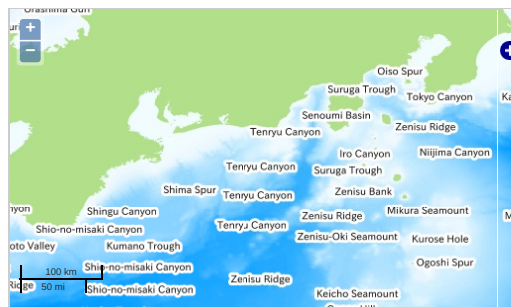 Urashima Guri
+
−
Oiso Spur
Suruga Trough
Tokyo Canyon
Senoumi Basin
Zenisu Ridge
Tenryu Canyon
Iro Canyon
Niijima Canyon
Tenryu Canyon
Suruga Trough
Shima Spur
Tenryu Canyon
Zenisu Bank
Shingu Canyon
Zenisu Ridge
Mikura Seamount
Shio-no-misaki Canyon
Tenryu Canyon
Zenisu-Oki Seamount
Kurose Hole
oto Valley
Kumano Trough
Ogoshi Spur
Shio-no-misaki Canyon
100 km
Zenisu Ridge
Ridge
50 mi
Shio-no-misaki Canyon
Keicho Seamount